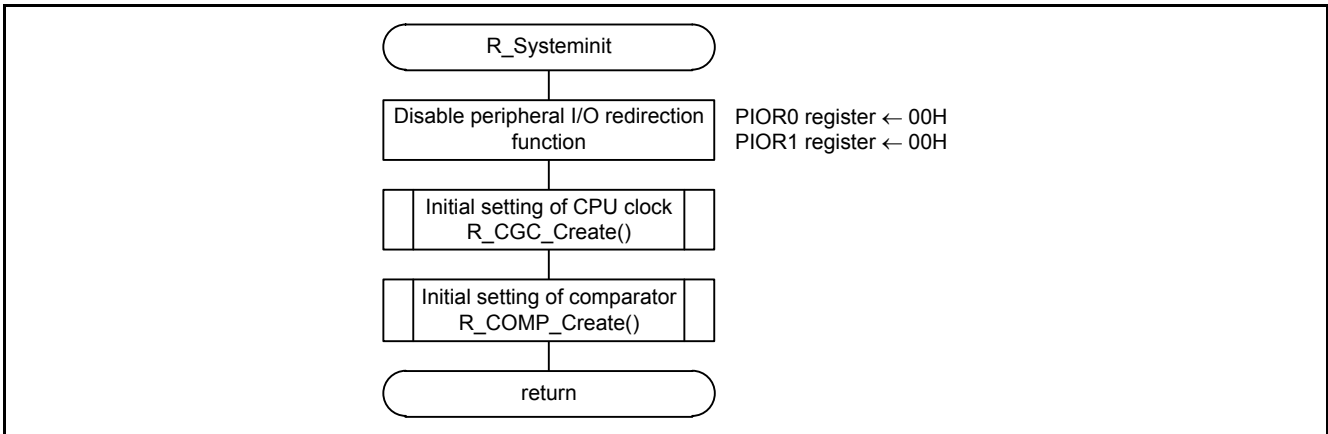 R_Systeminit
Disable peripheral I/O redirection
function
PIOR0 register ← 00H
PIOR1 register ← 00H
Initial setting of CPU clock
R_CGC_Create()
Initial setting of comparator
R_COMP_Create()
return